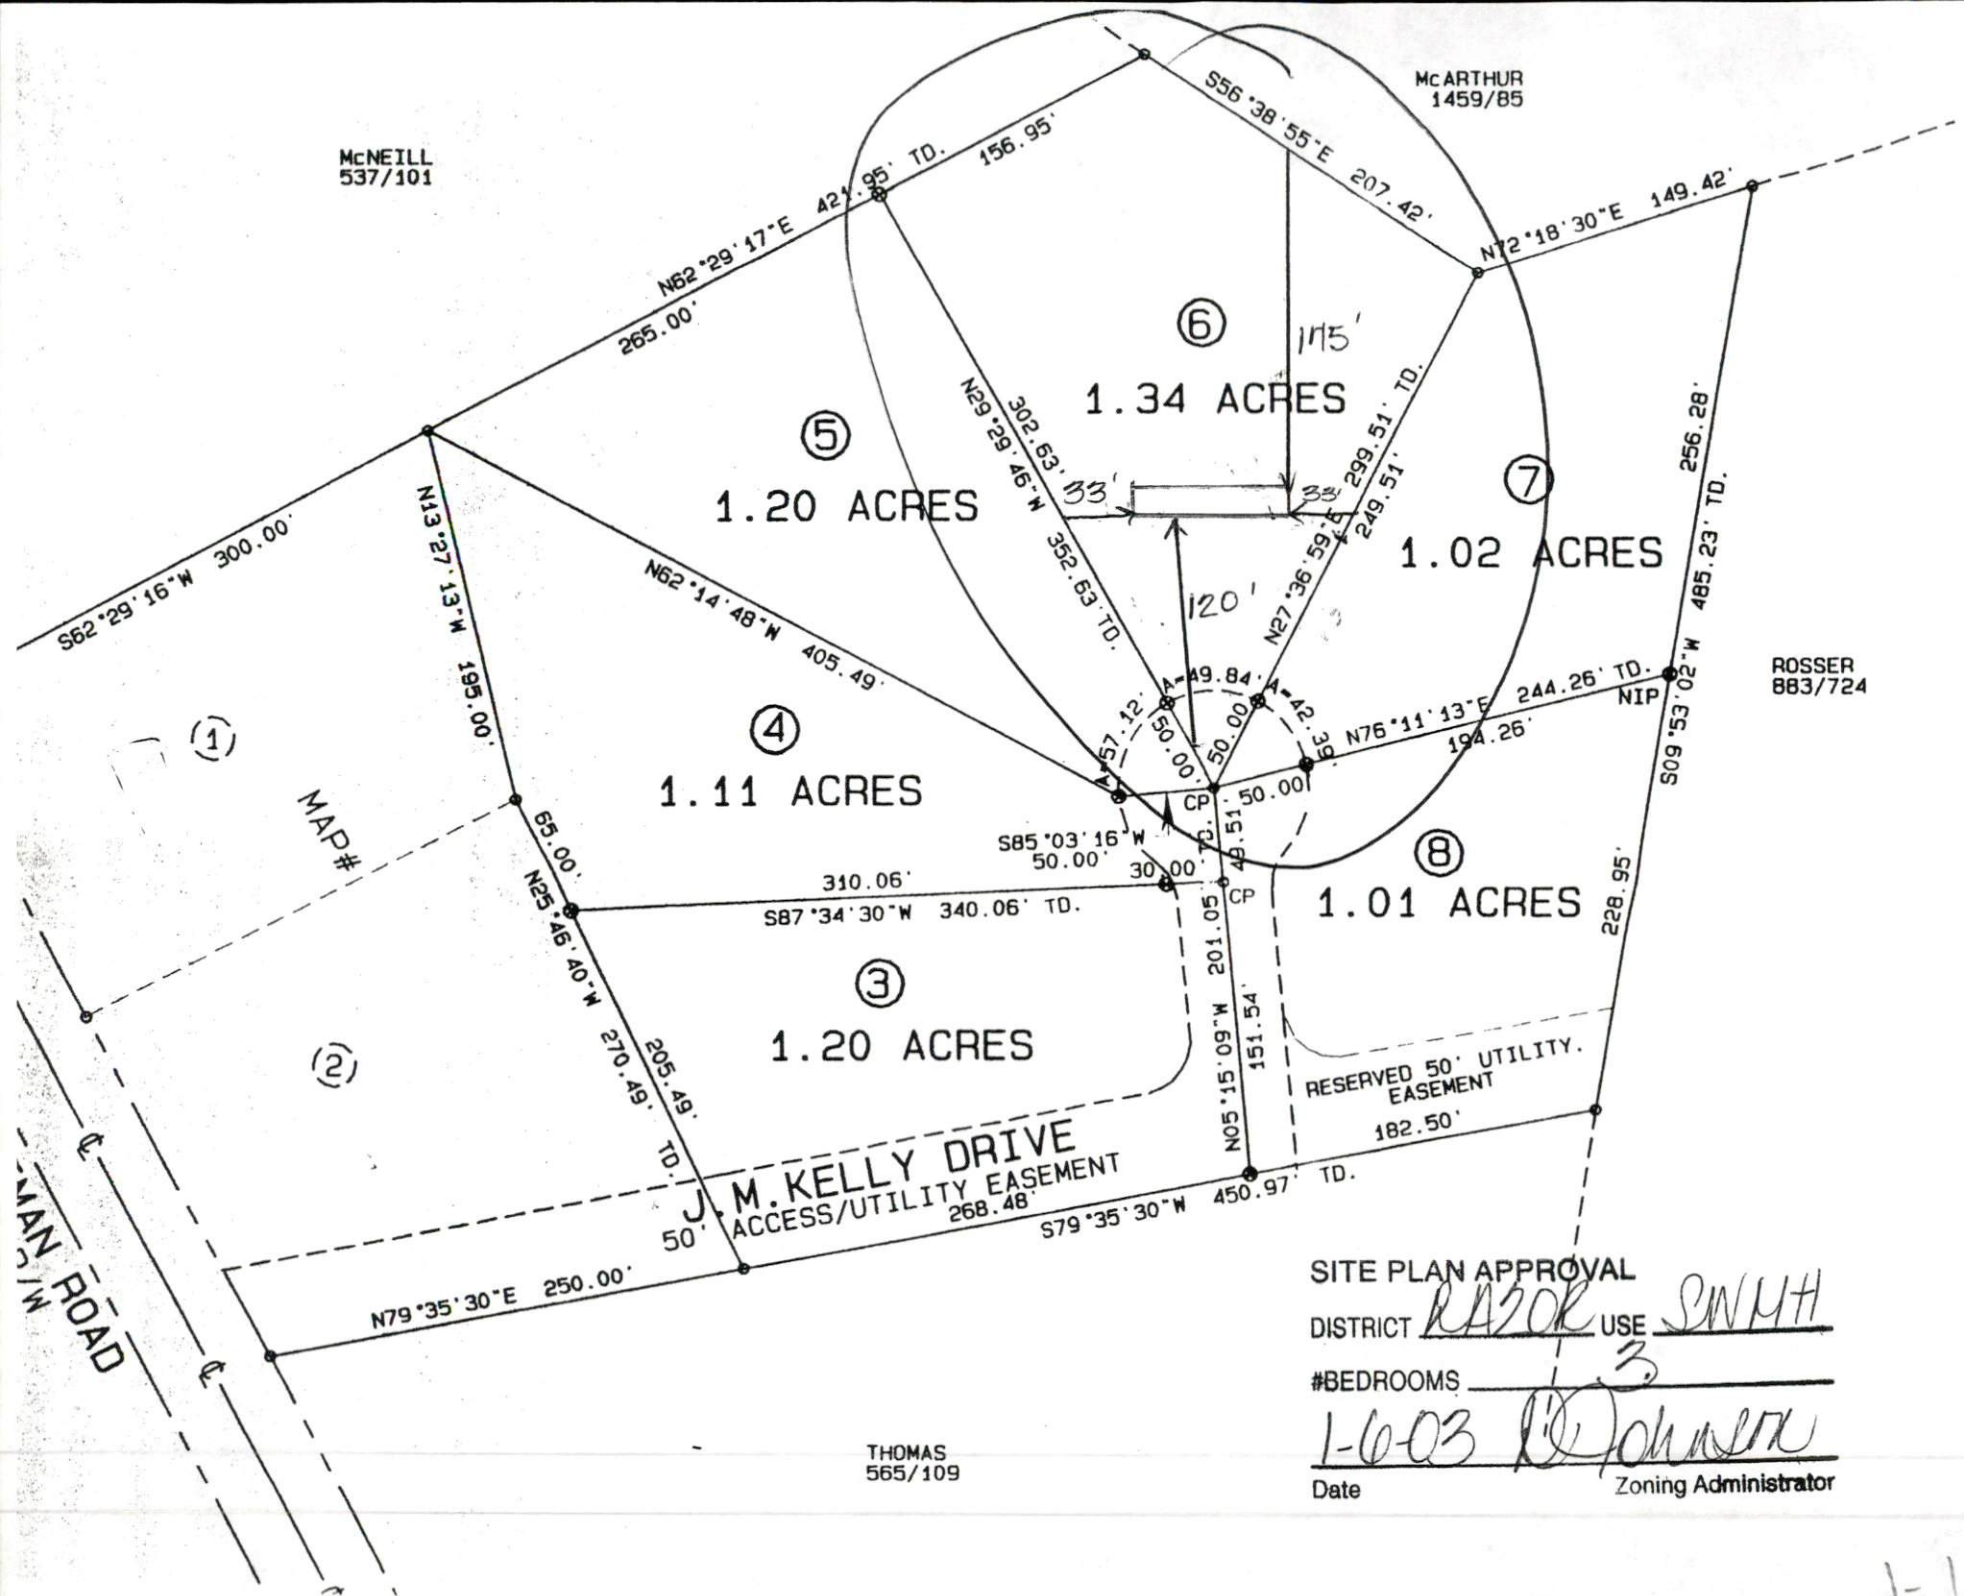 McARTHUR
1459/85
McNEILL
537/101
S56°38'55"E 207.42'
156.95'
N62°29'17"E 421.95' TD.
265.00'
N72°18'30"E 149.42'
6
1.34 ACRES
175'
5
1.20 ACRES
302.63'
N29°29'46"W 352.63' TD.
33'
33'
299.51' TD.
N27°36'59"E 249.51'
7
1.02 ACRES
256.28'
S09°53'02"W 485.23' TD.
S62°29'16"W 300.00'
N13°27'13"W 195.00'
N62°14'48"W 405.49'
120'
A=49.84'
A=57.12'
A=42.39'
50.00'
50.00'
N76°11'13"E 244.26' TD.
194.26'
NIP
ROSSER
883/724
1
MAP#
4
1.11 ACRES
CP
50.00'
S85°03'16"W
50.00'
65.00'
310.06'
30.00
S87°34'30"W 340.06' TD.
49.51'
CP
8
1.01 ACRES
228.95'
N25°46'40"W 270.49' TD.
205.49'
3
1.20 ACRES
N05°15'09"W 201.05' TD.
151.54'
2
RESERVED 50' UTILITY.
EASEMENT
182.50'
J.M.KELLY DRIVE
50' ACCESS/UTILITY EASEMENT
268.48'
S79°35'30"W 450.97' TD.
N79°35'30"E 250.00'
MAN ROAD
/W
SITE PLAN APPROVAL
DISTRICT RA20R USE SWMH
#BEDROOMS 3
1-6-03 Johnson
Date Zoning Administrator
THOMAS
565/109